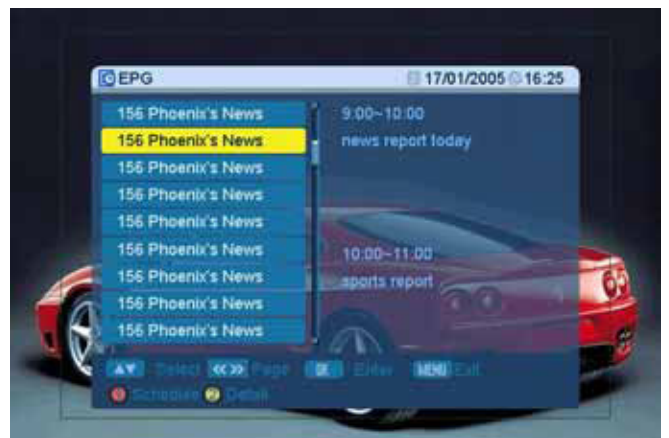 EPG
17/01/2005 16:25
156 Phoenix's News
156 Phoenix's News
156 Phoenix's News
156 Phoenix's News
156 Phoenix's News
156 Phoenix's News
156 Phoenix's News
156 Phoenix's News
156 Phoenix's News
9:00~10:00
news report today
10:00~11:00
sports report
Select Page OK Enter MENU Exit
Schedule Detail